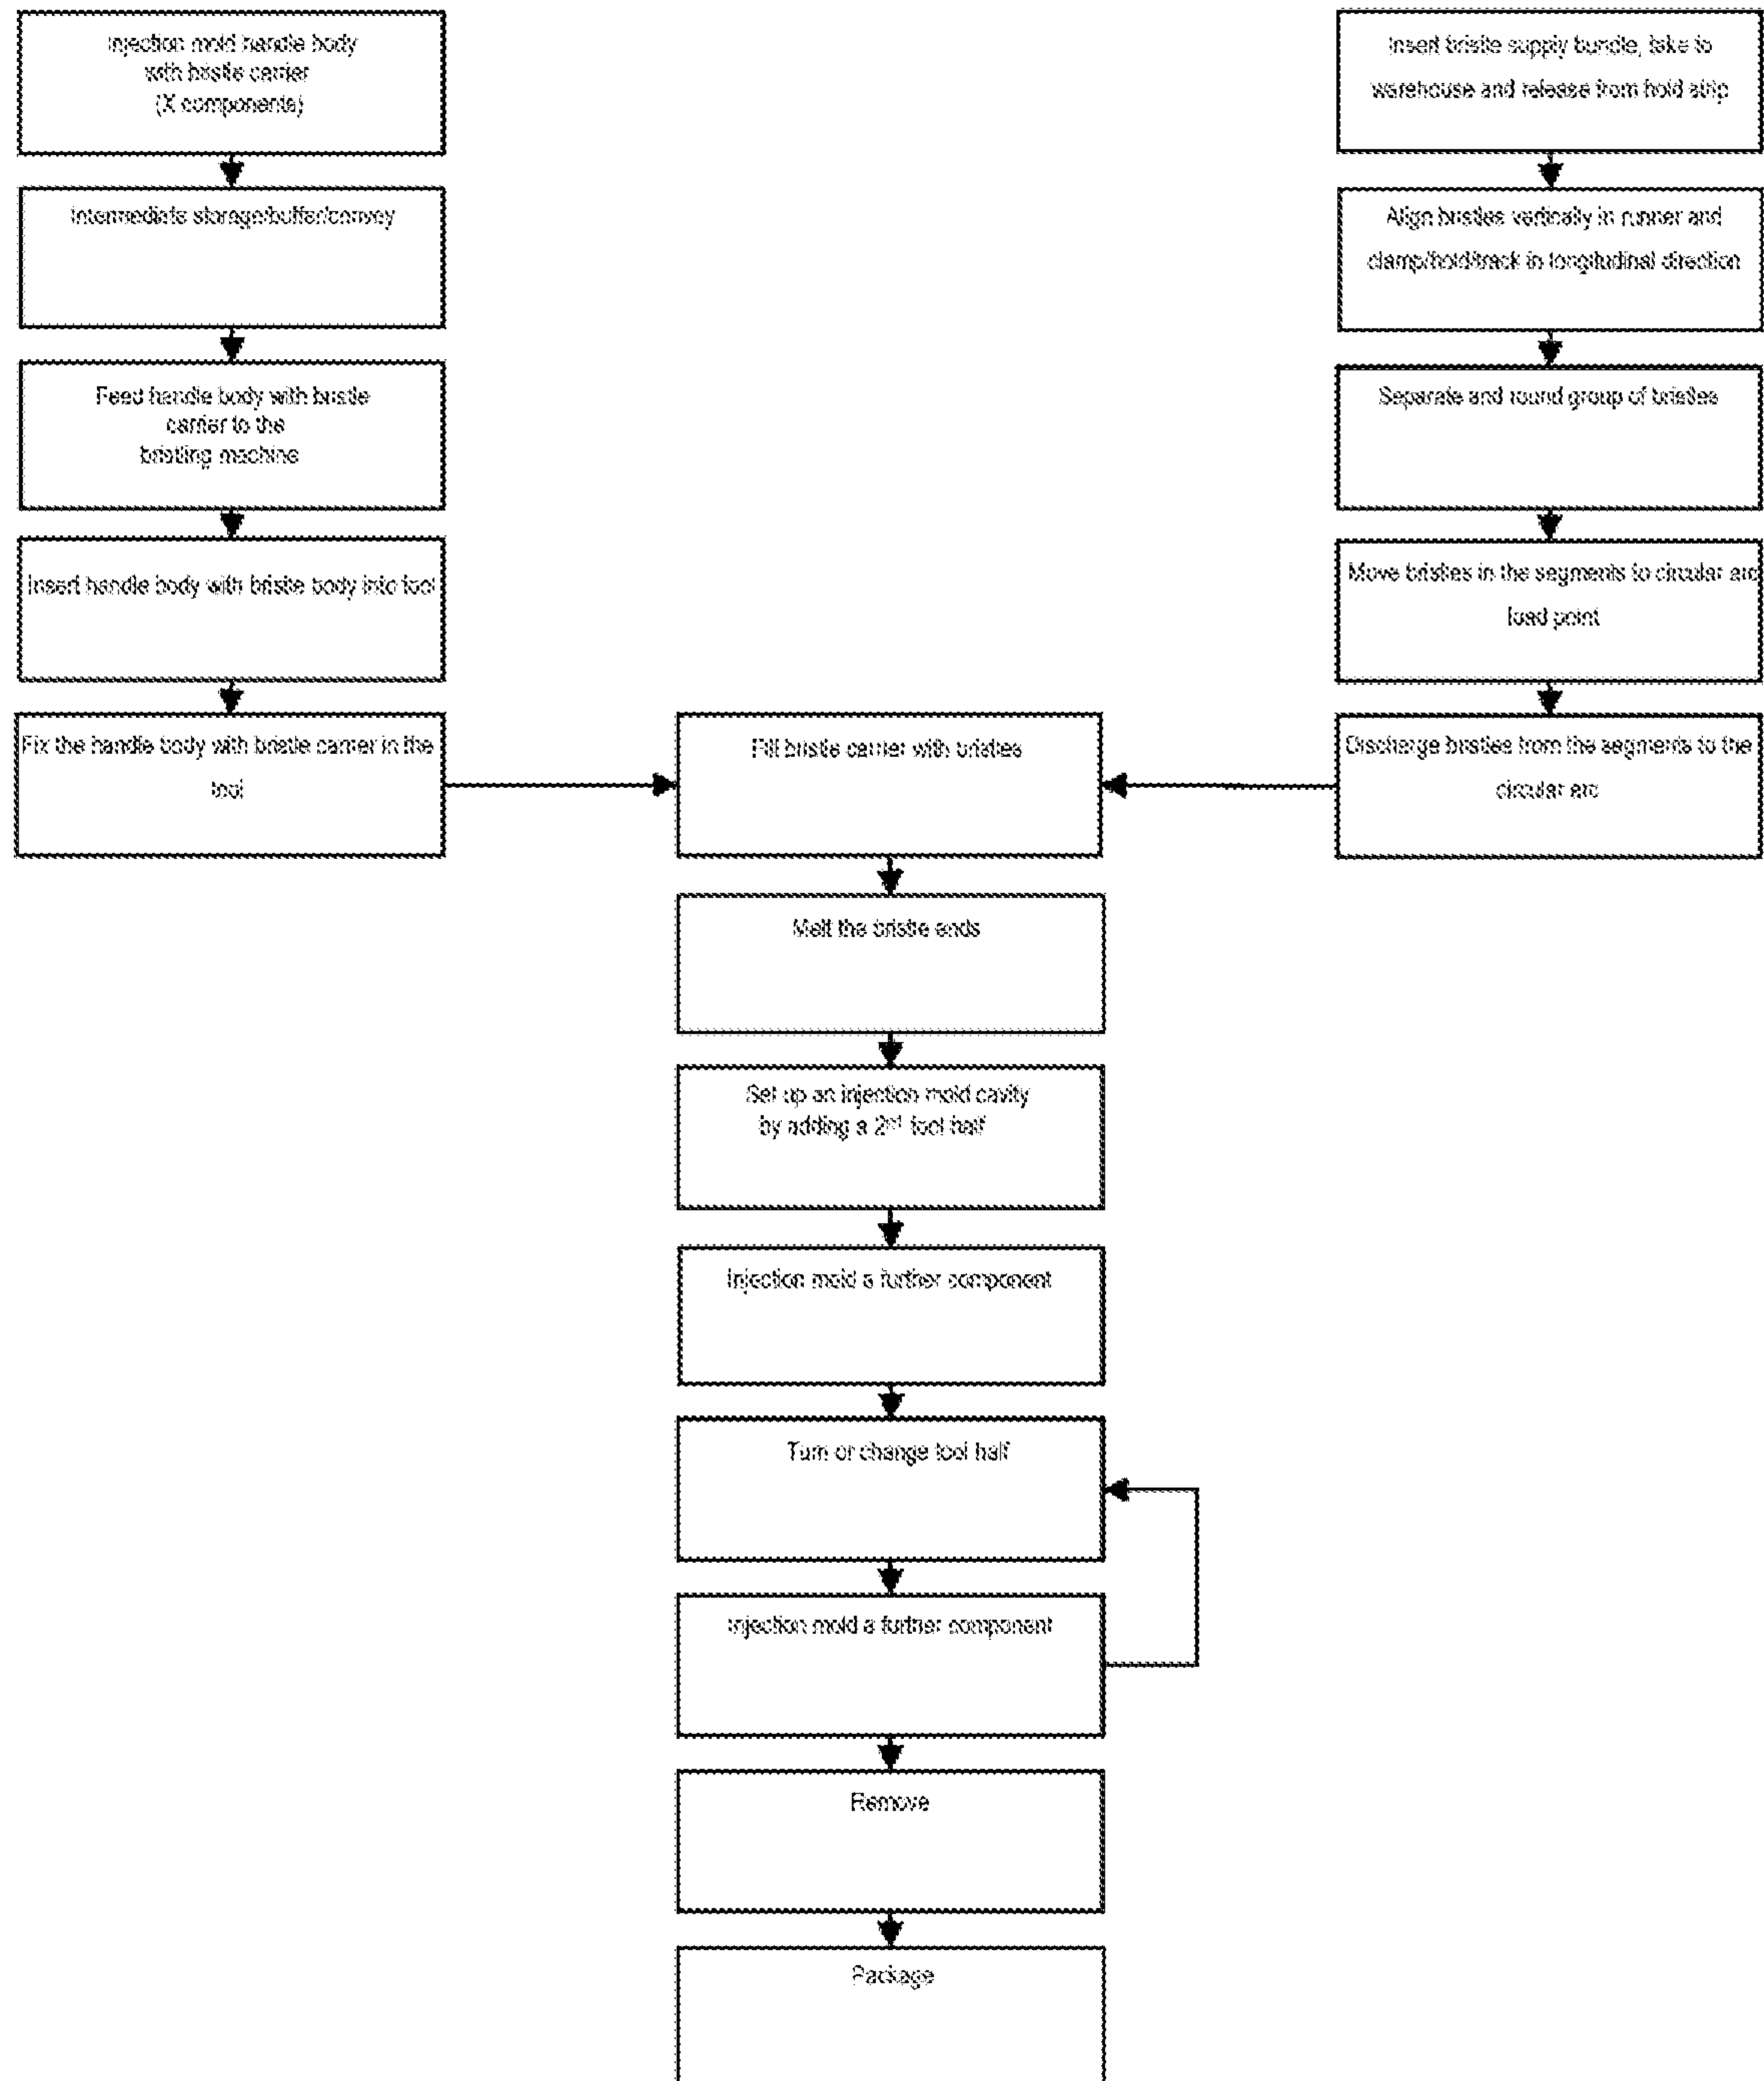 Injection mold handle body
with bristle carrier
(X components)
Intermediate storage/buffer/convey
Feed handle body with bristle
carrier to the
bristling machine
Insert handle body with bristle body into tool
Fix the handle body with bristle carrier in the
tool
Insert bristle supply bundle, take to
warehouse and release from hold strip
Align bristles vertically in runner and
clamp/hold/track in longitudinal direction
Separate and round group of bristles
Move bristles in the segments to circular arc
load point
Discharge bristles from the segments to the
circular arc
Fill bristle carrier with bristles
Melt the bristle ends
Set up an injection mold cavity
by adding a 2nd tool half
Injection mold a further component
Turn or change tool half
Injection mold a further component
Remove
Package